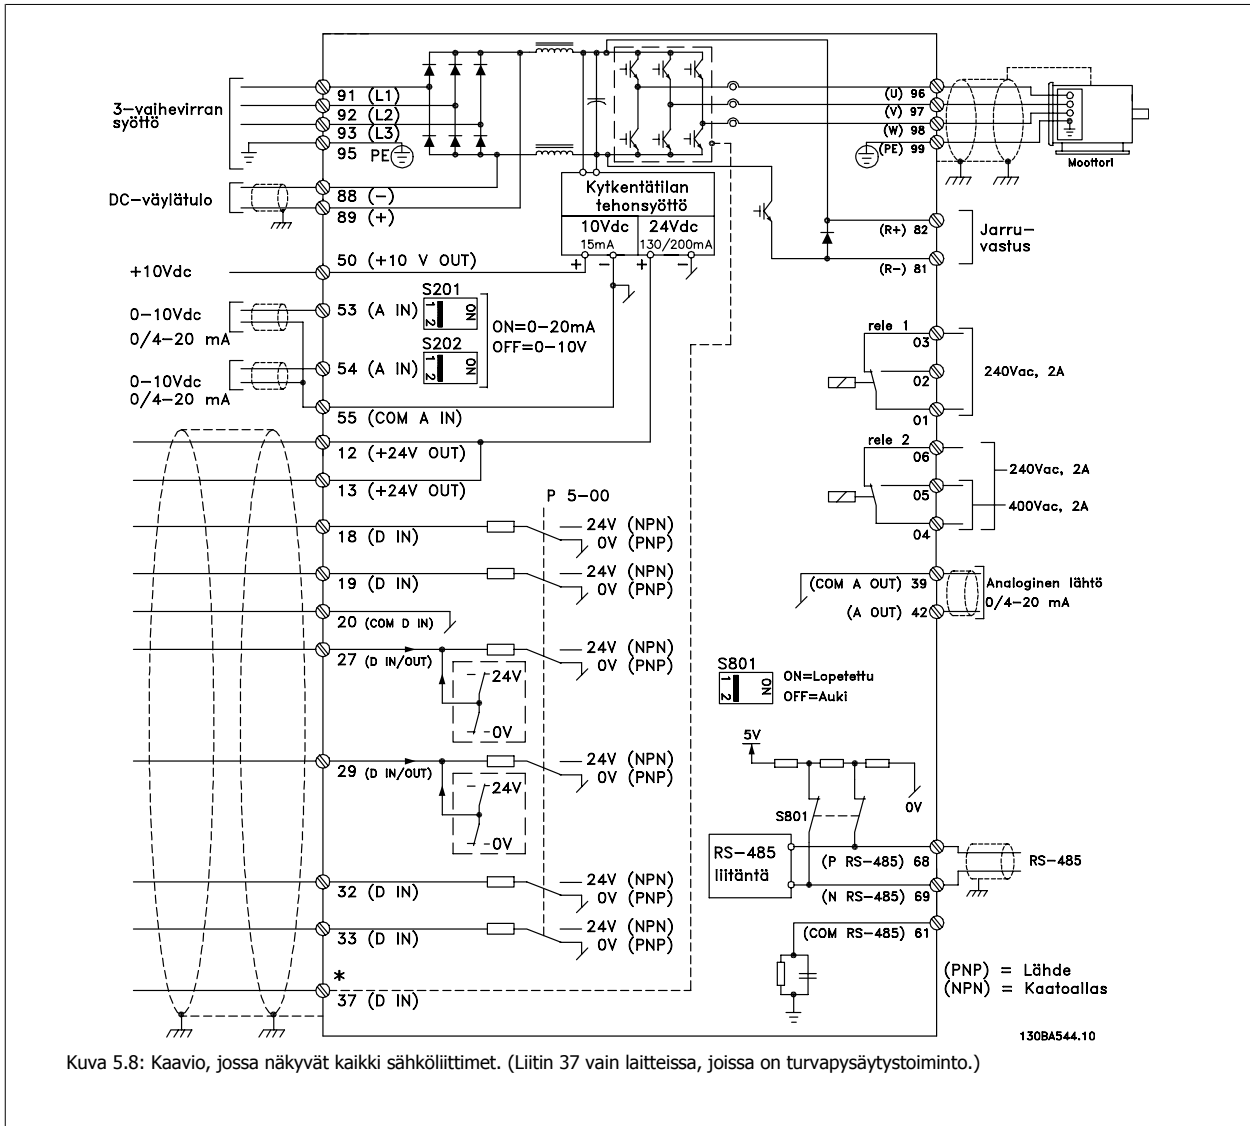 3-vaihevirran
syöttö
91 (L1)
92 (L2)
93 (L3)
95 PE
DC-väylätulo
88 (-)
89 (+)
+10Vdc
50 (+10 V OUT)
0-10Vdc
0/4-20 mA
53 (A IN)
S201
1 2
ON
0-10Vdc
0/4-20 mA
54 (A IN)
S202
1 2
ON
ON=0-20mA
OFF=0-10V
55 (COM A IN)
12 (+24V OUT)
13 (+24V OUT)
P 5-00
18 (D IN)
24V (NPN)
0V (PNP)
19 (D IN)
24V (NPN)
0V (PNP)
20 (COM D IN)
27 (D IN/OUT)
24V (NPN)
0V (PNP)
24V
0V
29 (D IN/OUT)
24V (NPN)
0V (PNP)
24V
0V
32 (D IN)
24V (NPN)
0V (PNP)
33 (D IN)
24V (NPN)
0V (PNP)
*
37 (D IN)
Kytkentätilan
tehonsyöttö
10Vdc
15mA
24Vdc
130/200mA
+ - + -
(U) 96
(V) 97
(W) 98
(PE) 99
Moottori
(R+) 82
(R-) 81
Jarru-
vastus
rele 1
03
02
01
240Vac, 2A
rele 2
06
05
04
240Vac, 2A
400Vac, 2A
(COM A OUT) 39
(A OUT) 42
Analoginen lähtö
0/4-20 mA
S801
1 2
ON
ON=Lopetettu
OFF=Auki
5V
0V
S801
RS-485
liitäntä
(P RS-485) 68
(N RS-485) 69
(COM RS-485) 61
RS-485
(PNP) = Lähde
(NPN) = Kaatoallas
130BA544.10
Kuva 5.8: Kaavio, jossa näkyvät kaikki sähköliittimet. (Liitin 37 vain laitteissa, joissa on turvapysäytystoiminto.)